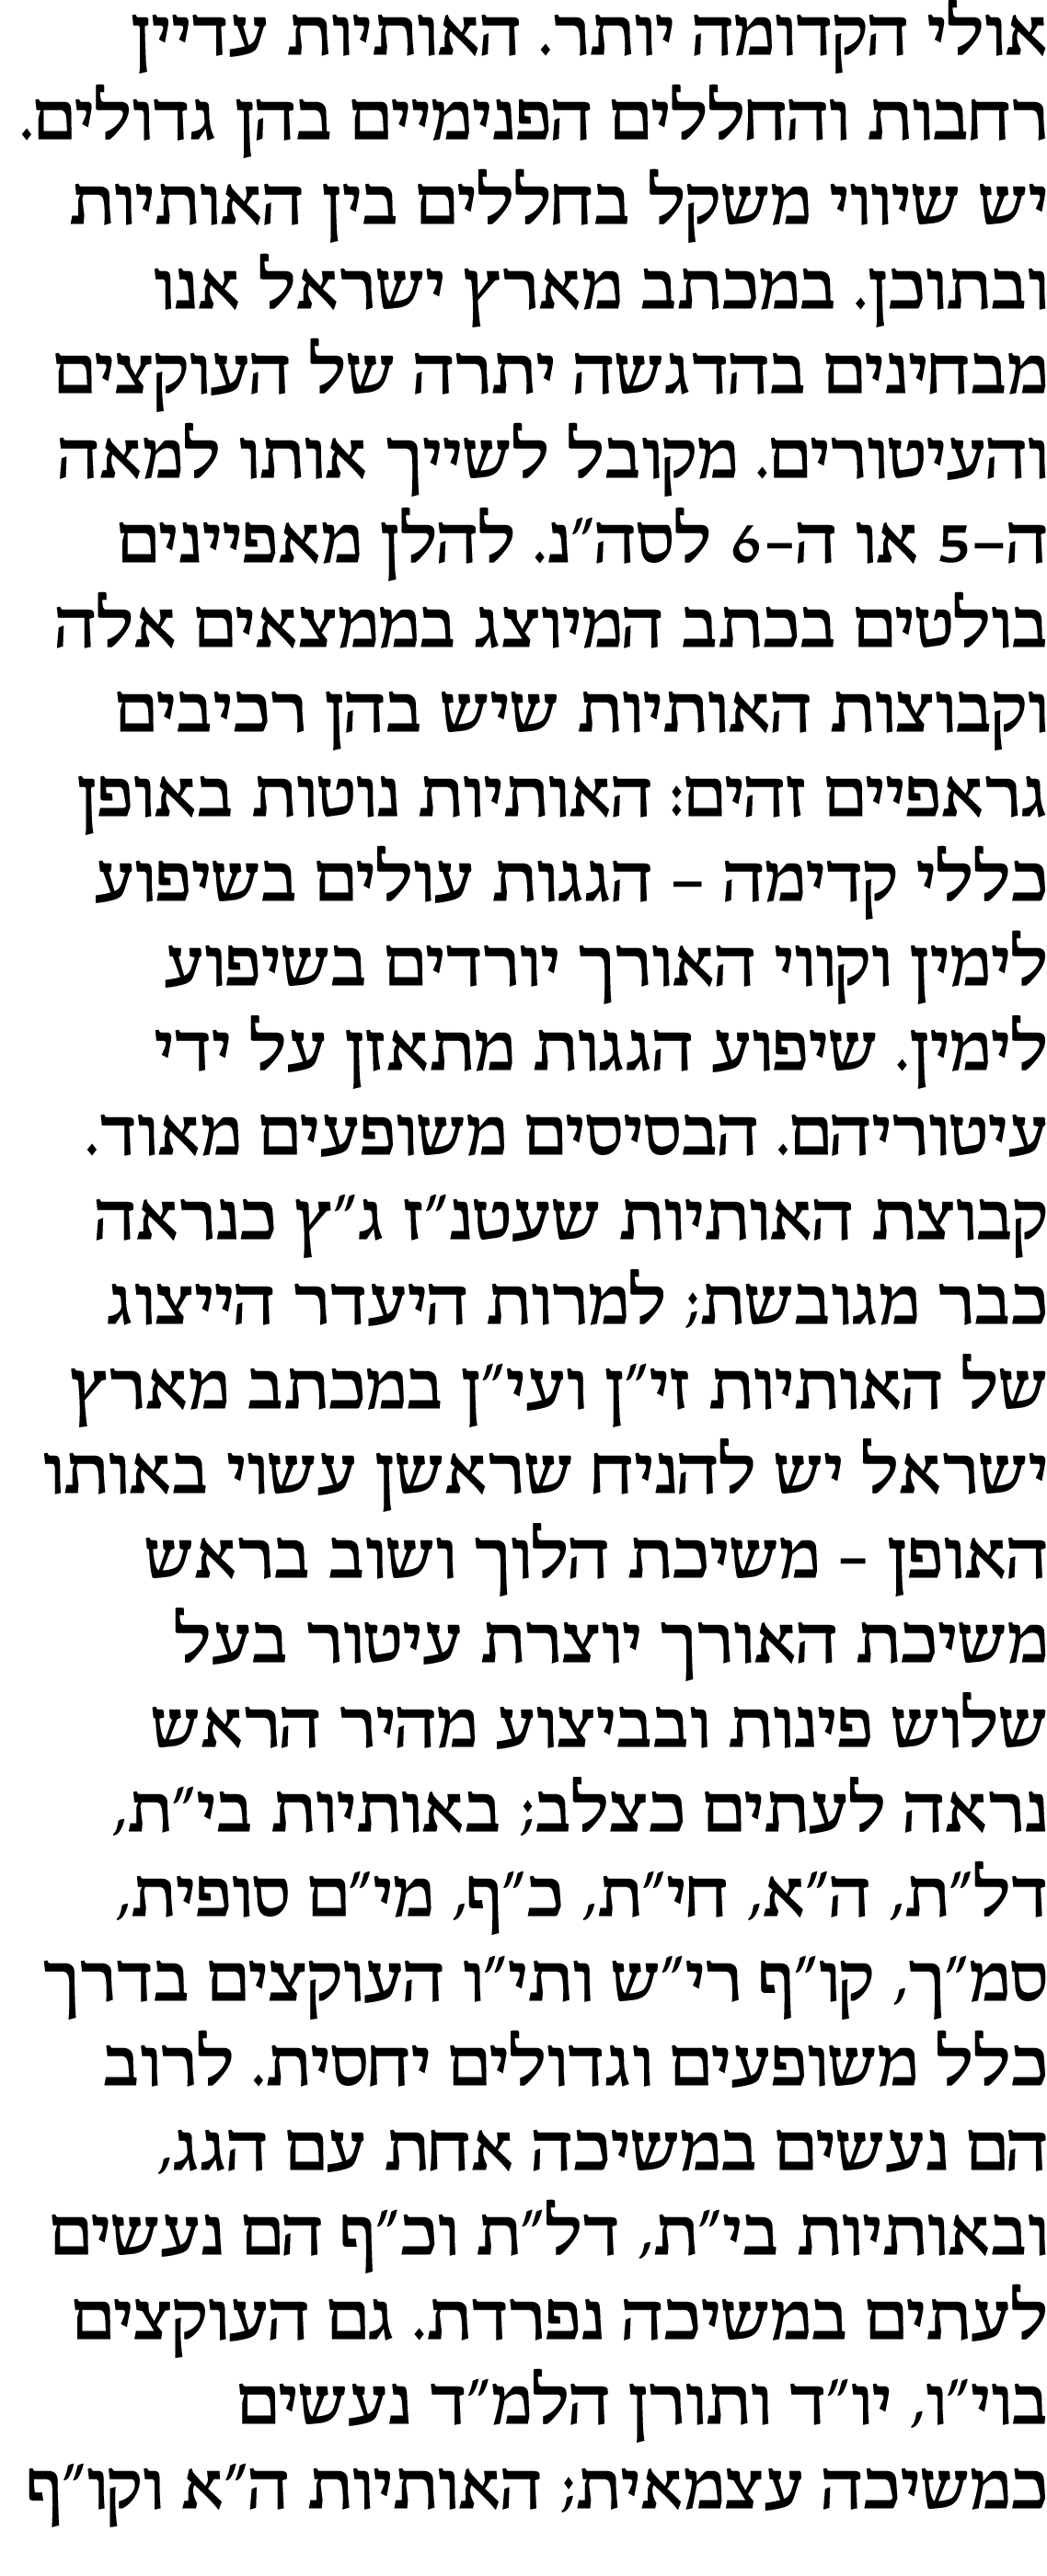 אולי הקדומה יותר. האותיות עדיין
רחבות והחללים הפנימיים בהן גדולים.
יש שיווי משקל בחללים בין האותיות
ובתוכן. במכתב מארץ ישראל אנו
מבחינים בהדגשה יתרה של העוקצים
והעיטורים. מקובל לשייך אותו למאה
ה–5 או ה–6 לסה״נ. להלן מאפיינים
בולטים בכתב המיוצג בממצאים אלה
וקבוצות האותיות שיש בהן רכיבים
גראפיים זהים: האותיות נוטות באופן
כללי קדימה – הגגות עולים בשיפוע
לימין וקווי האורך יורדים בשיפוע
לימין. שיפוע הגגות מתאזן על ידי
עיטוריהם. הבסיסים משופעים מאוד.
קבוצת האותיות שעטנ״ז ג״ץ כנראה
כבר מגובשת; למרות היעדר הייצוג
של האותיות זי״ן ועי״ן במכתב מארץ
ישראל יש להניח שראשן עשוי באותו
האופן – משיכת הלוך ושוב בראש
משיכת האורך יוצרת עיטור בעל
שלוש פינות ובביצוע מהיר הראש
נראה לעתים כצלב; באותיות בי״ת,
דל״ת, ה״א, חי״ת, כ״ף, מי״ם סופית,
סמ״ך, קו״ף רי״ש ותי״ו העוקצים בדרך
כלל משופעים וגדולים יחסית. לרוב
הם נעשים במשיכה אחת עם הגג,
ובאותיות בי״ת, דל״ת וכ״ף הם נעשים
לעתים במשיכה נפרדת. גם העוקצים
בוי״ו, יו״ד ותורן הלמ״ד נעשים
כמשיכה עצמאית; האותיות ה״א וקו״ף